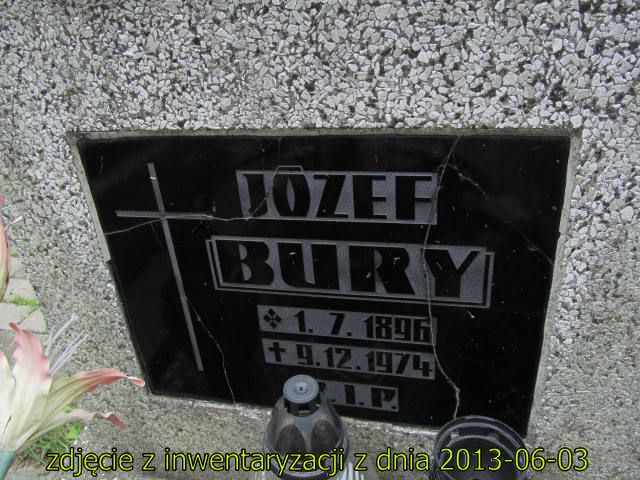 JÓZEF
BURY
❖ 1. 7. 1896
✝ 9.12.1974
R.I.P.
zdjęcie z inwentaryzacji z dnia 2013-06-03